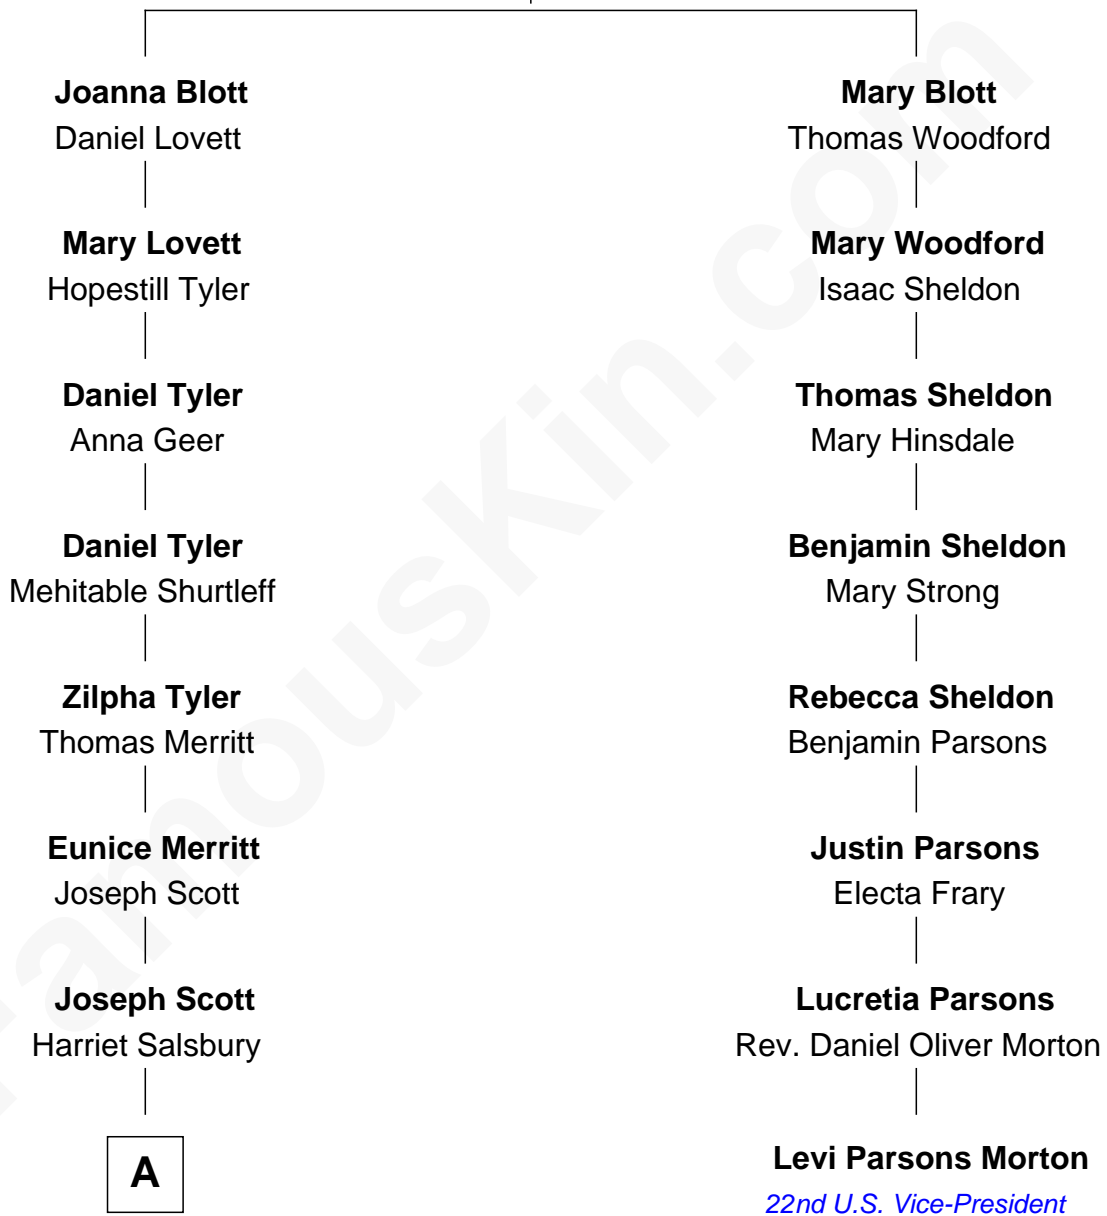 Joanna Blott
Daniel Lovett
Mary Lovett
Hopestill Tyler
Daniel Tyler
Anna Geer
Daniel Tyler
Mehitable Shurtleff
Zilpha Tyler
Thomas Merritt
Eunice Merritt
Joseph Scott
Joseph Scott
Harriet Salsbury
A
Mary Blott
Thomas Woodford
Mary Woodford
Isaac Sheldon
Thomas Sheldon
Mary Hinsdale
Benjamin Sheldon
Mary Strong
Rebecca Sheldon
Benjamin Parsons
Justin Parsons
Electa Frary
Lucretia Parsons
Rev. Daniel Oliver Morton
Levi Parsons Morton
22nd U.S. Vice-President
FamousKin.com